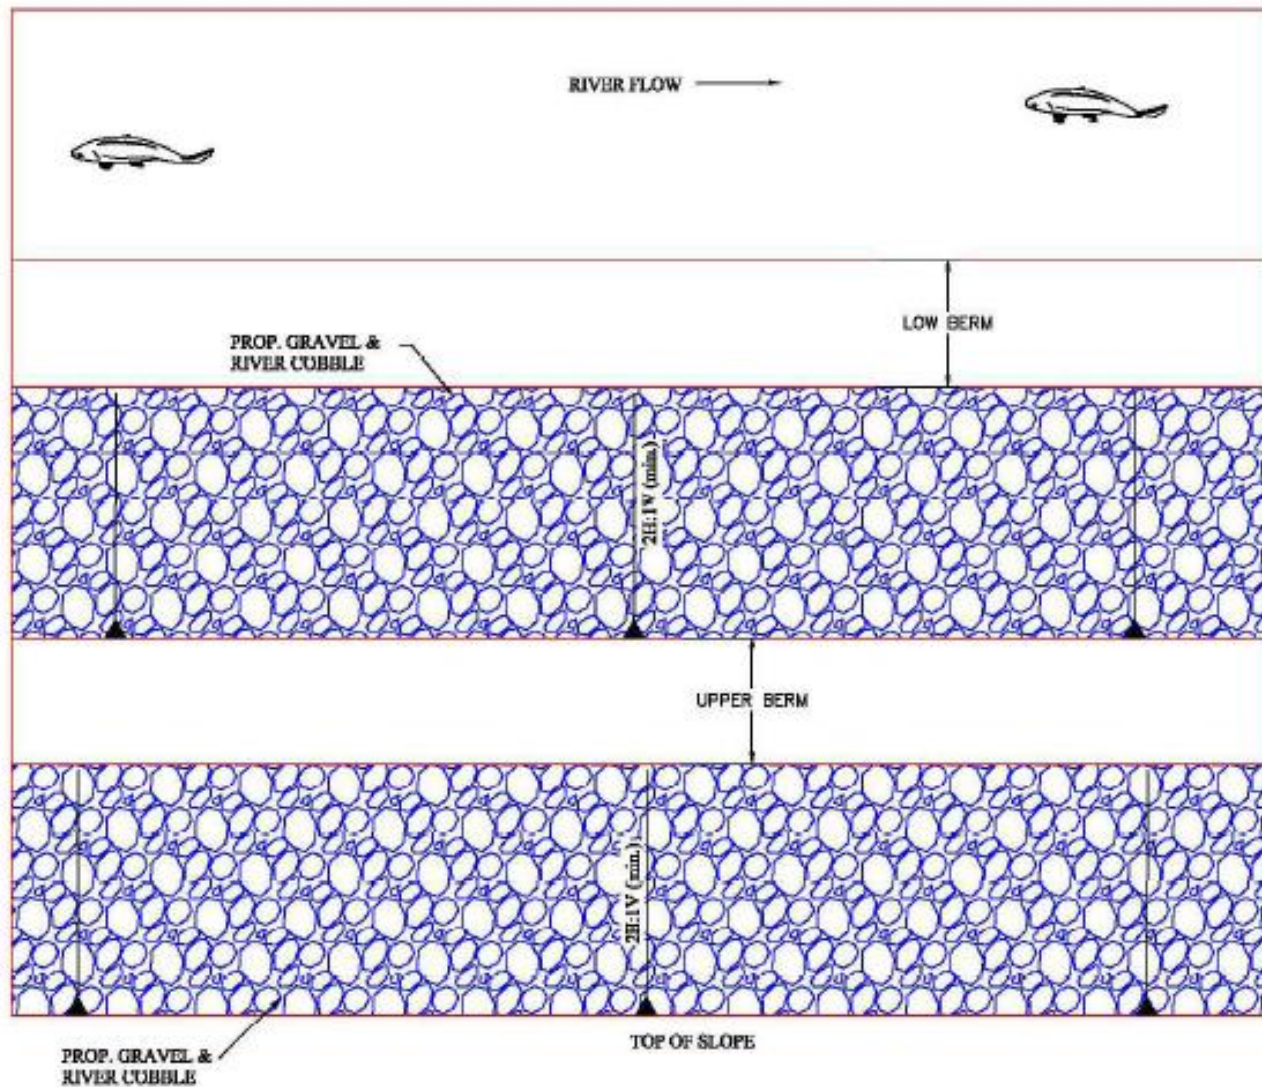 RIVER FLOW
LOW BERM
PROP. GRAVEL &
RIVER COBBLE
2H:1V (min.)
UPPER BERM
2H:1V (min.)
TOP OF SLOPE
PROP. GRAVEL &
RIVER COBBLE